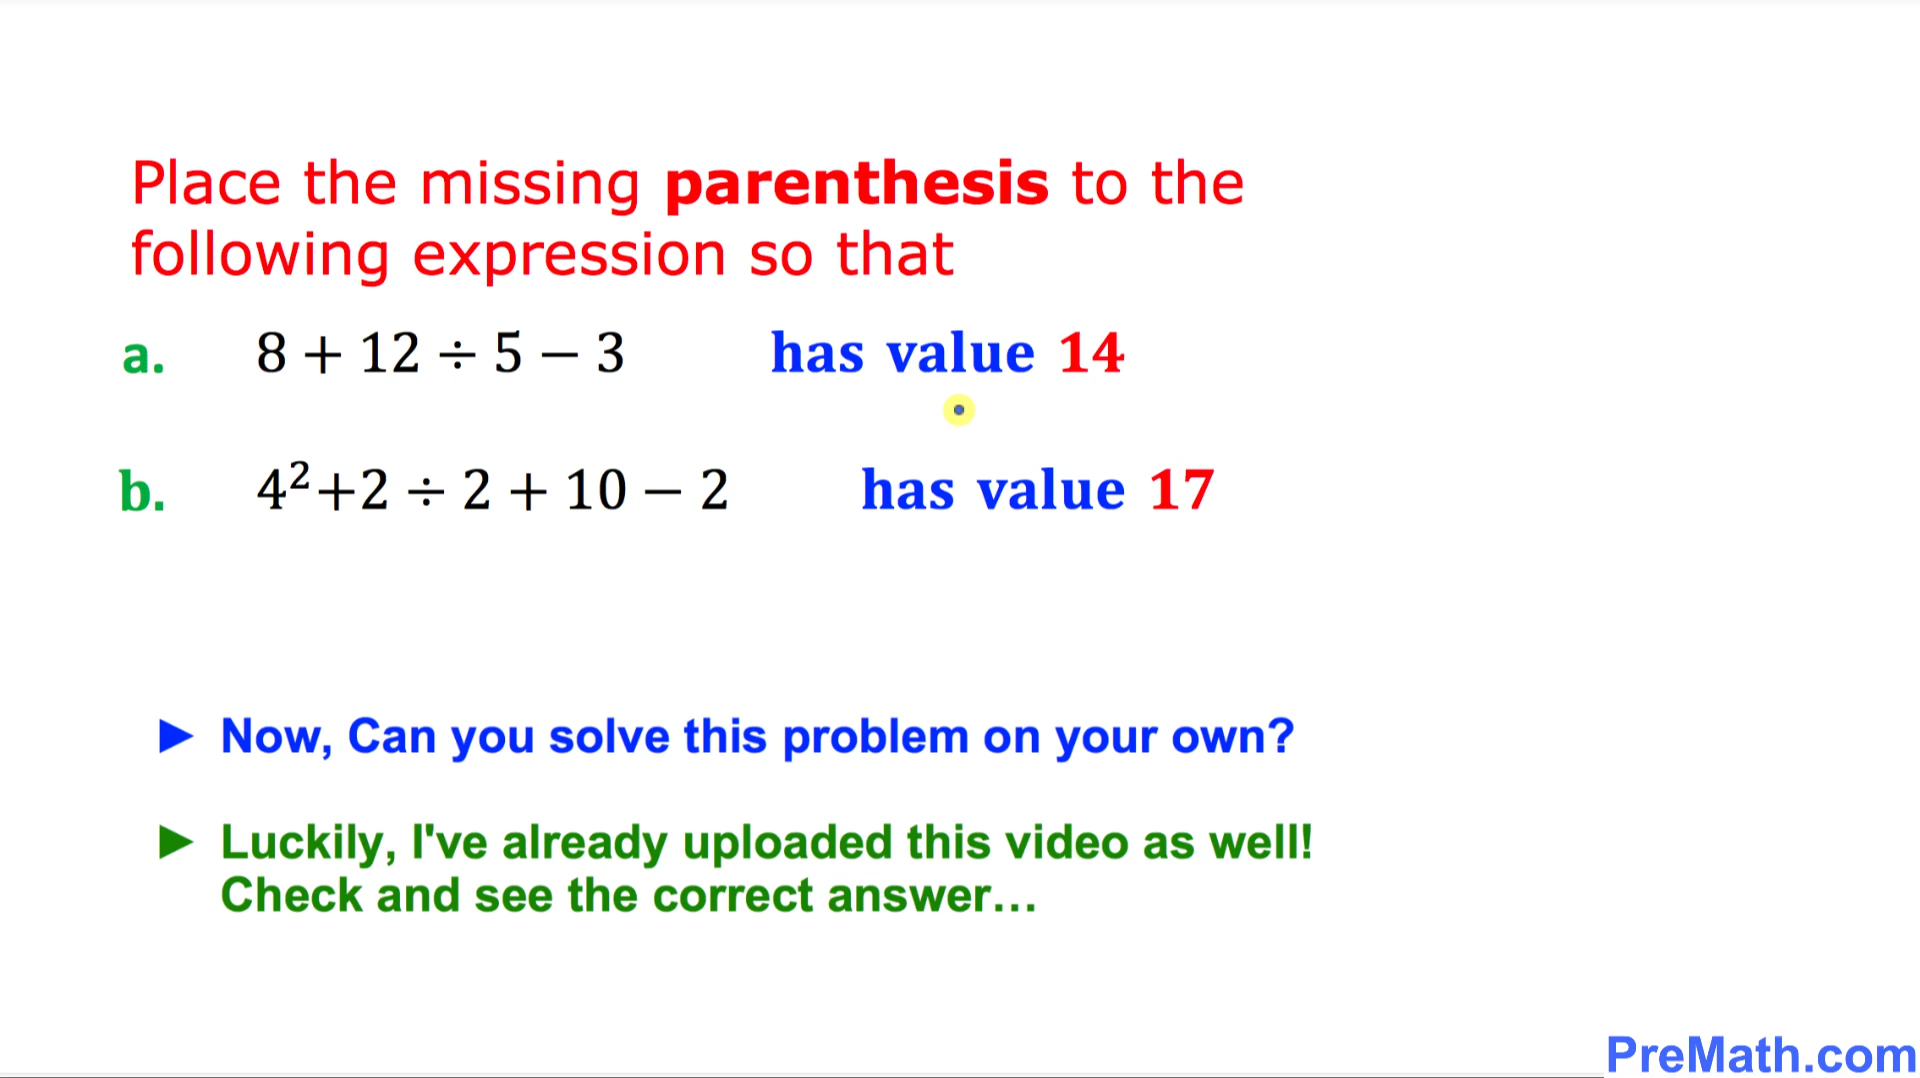 Place the missing parenthesis to the
following expression so that
a. 8 + 12 ÷ 5 − 3 has value 14
b. 4²+2 ÷ 2 + 10 − 2 has value 17
► Now, Can you solve this problem on your own?
► Luckily, I've already uploaded this video as well!
Check and see the correct answer...
PreMath.com